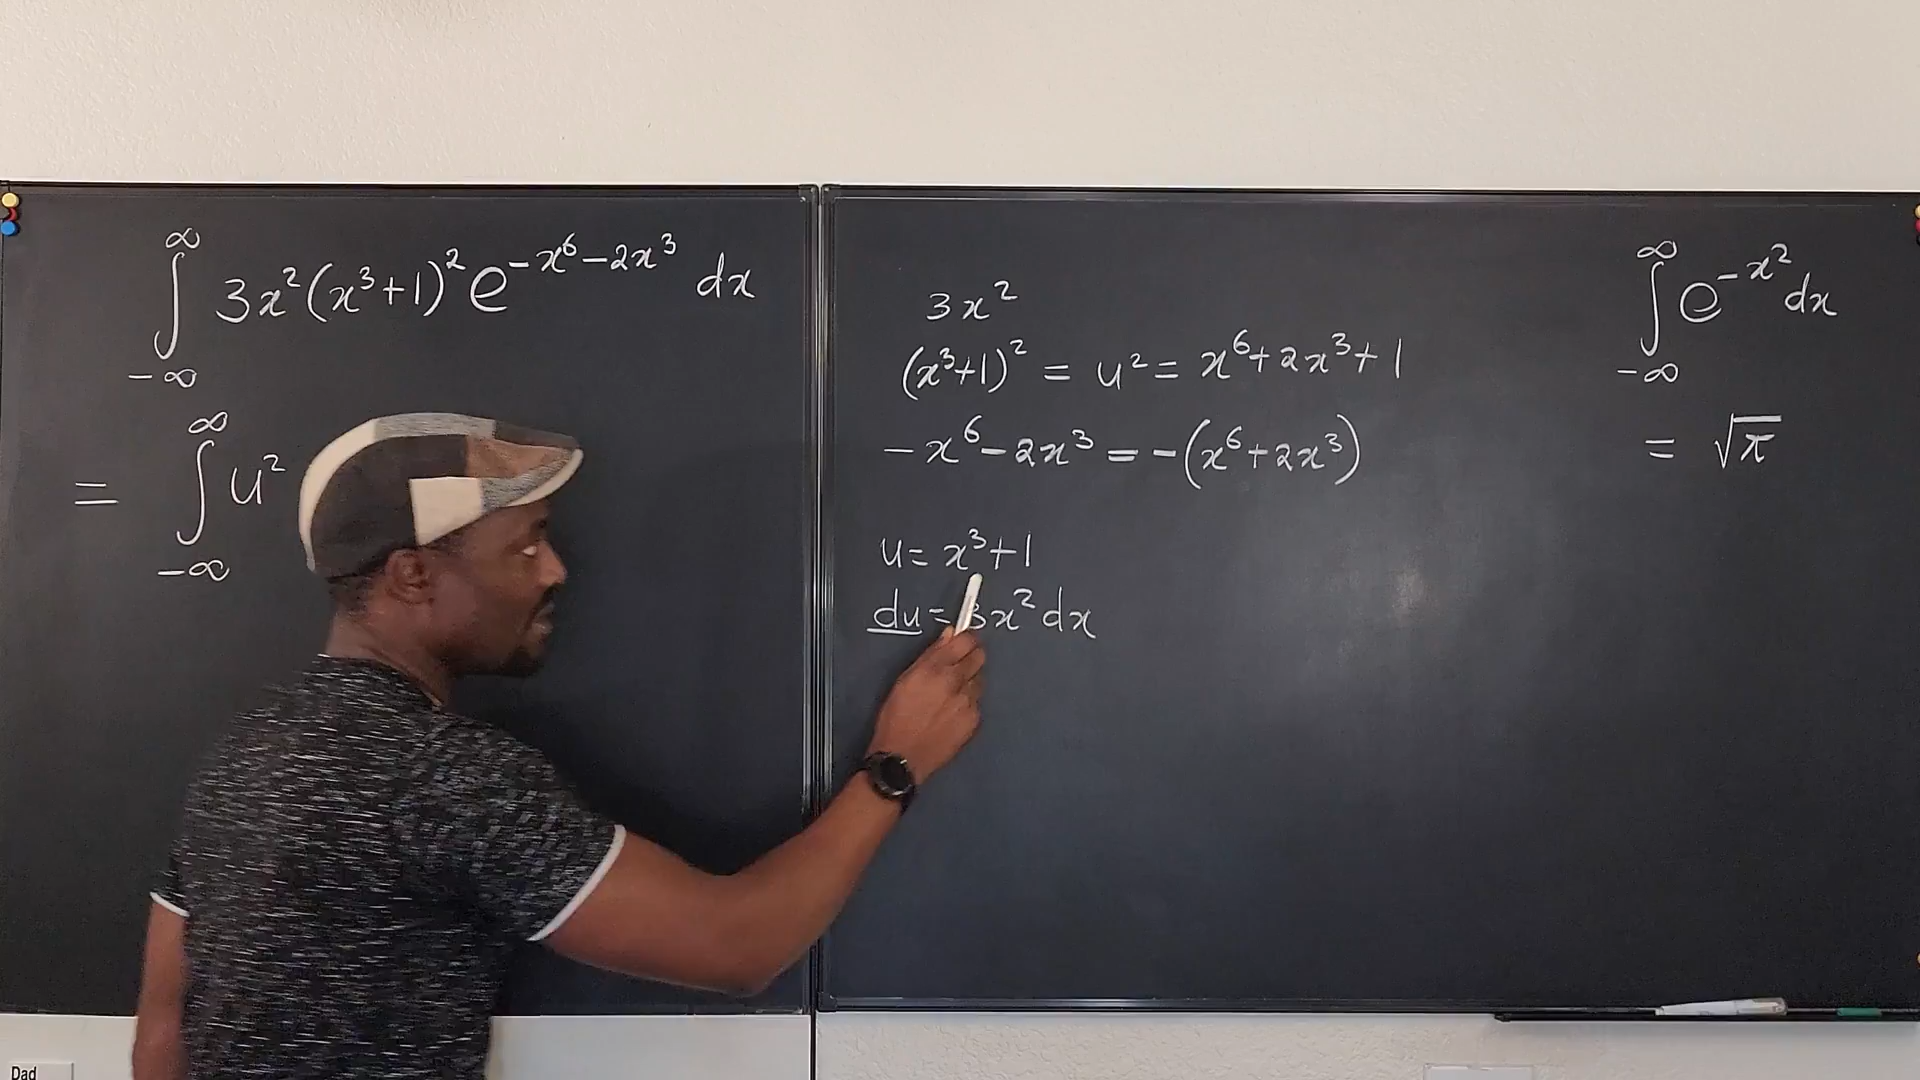 ∫_{-∞}^{∞} 3x²(x³+1)² e^{-x⁶-2x³} dx
= ∫_{-∞}^{∞} u²
3x²
(x³+1)² = u² = x⁶+2x³+1
-x⁶-2x³ = -(x⁶+2x³)
u = x³+1
du = 3x² dx
∫_{-∞}^{∞} e^{-x²} dx
= √π
Dad